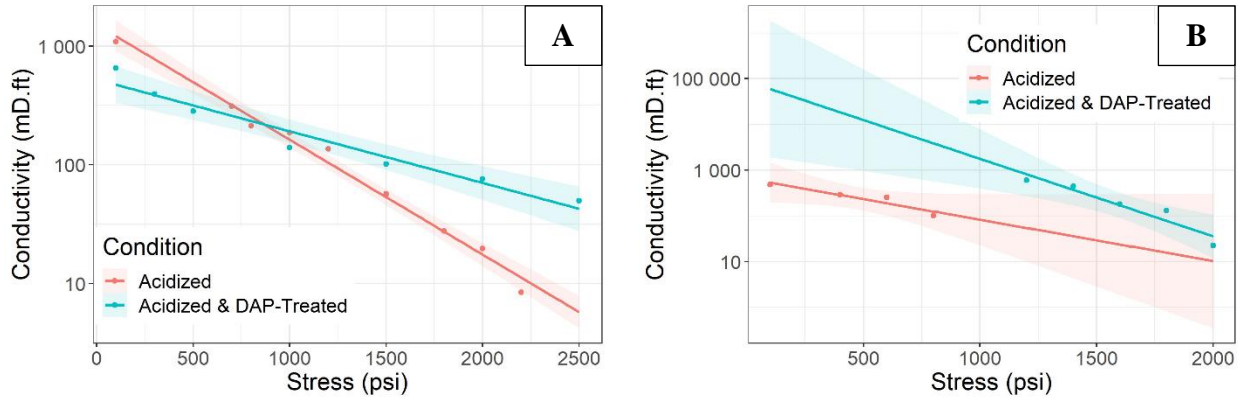 A
Conductivity (mD.ft)
1 000
100
10
Condition
Acidized
Acidized & DAP-Treated
0 500 1000 1500 2000 2500
Stress (psi)
B
Conductivity (mD.ft)
100 000
1 000
10
Condition
Acidized
Acidized & DAP-Treated
500 1000 1500 2000
Stress (psi)